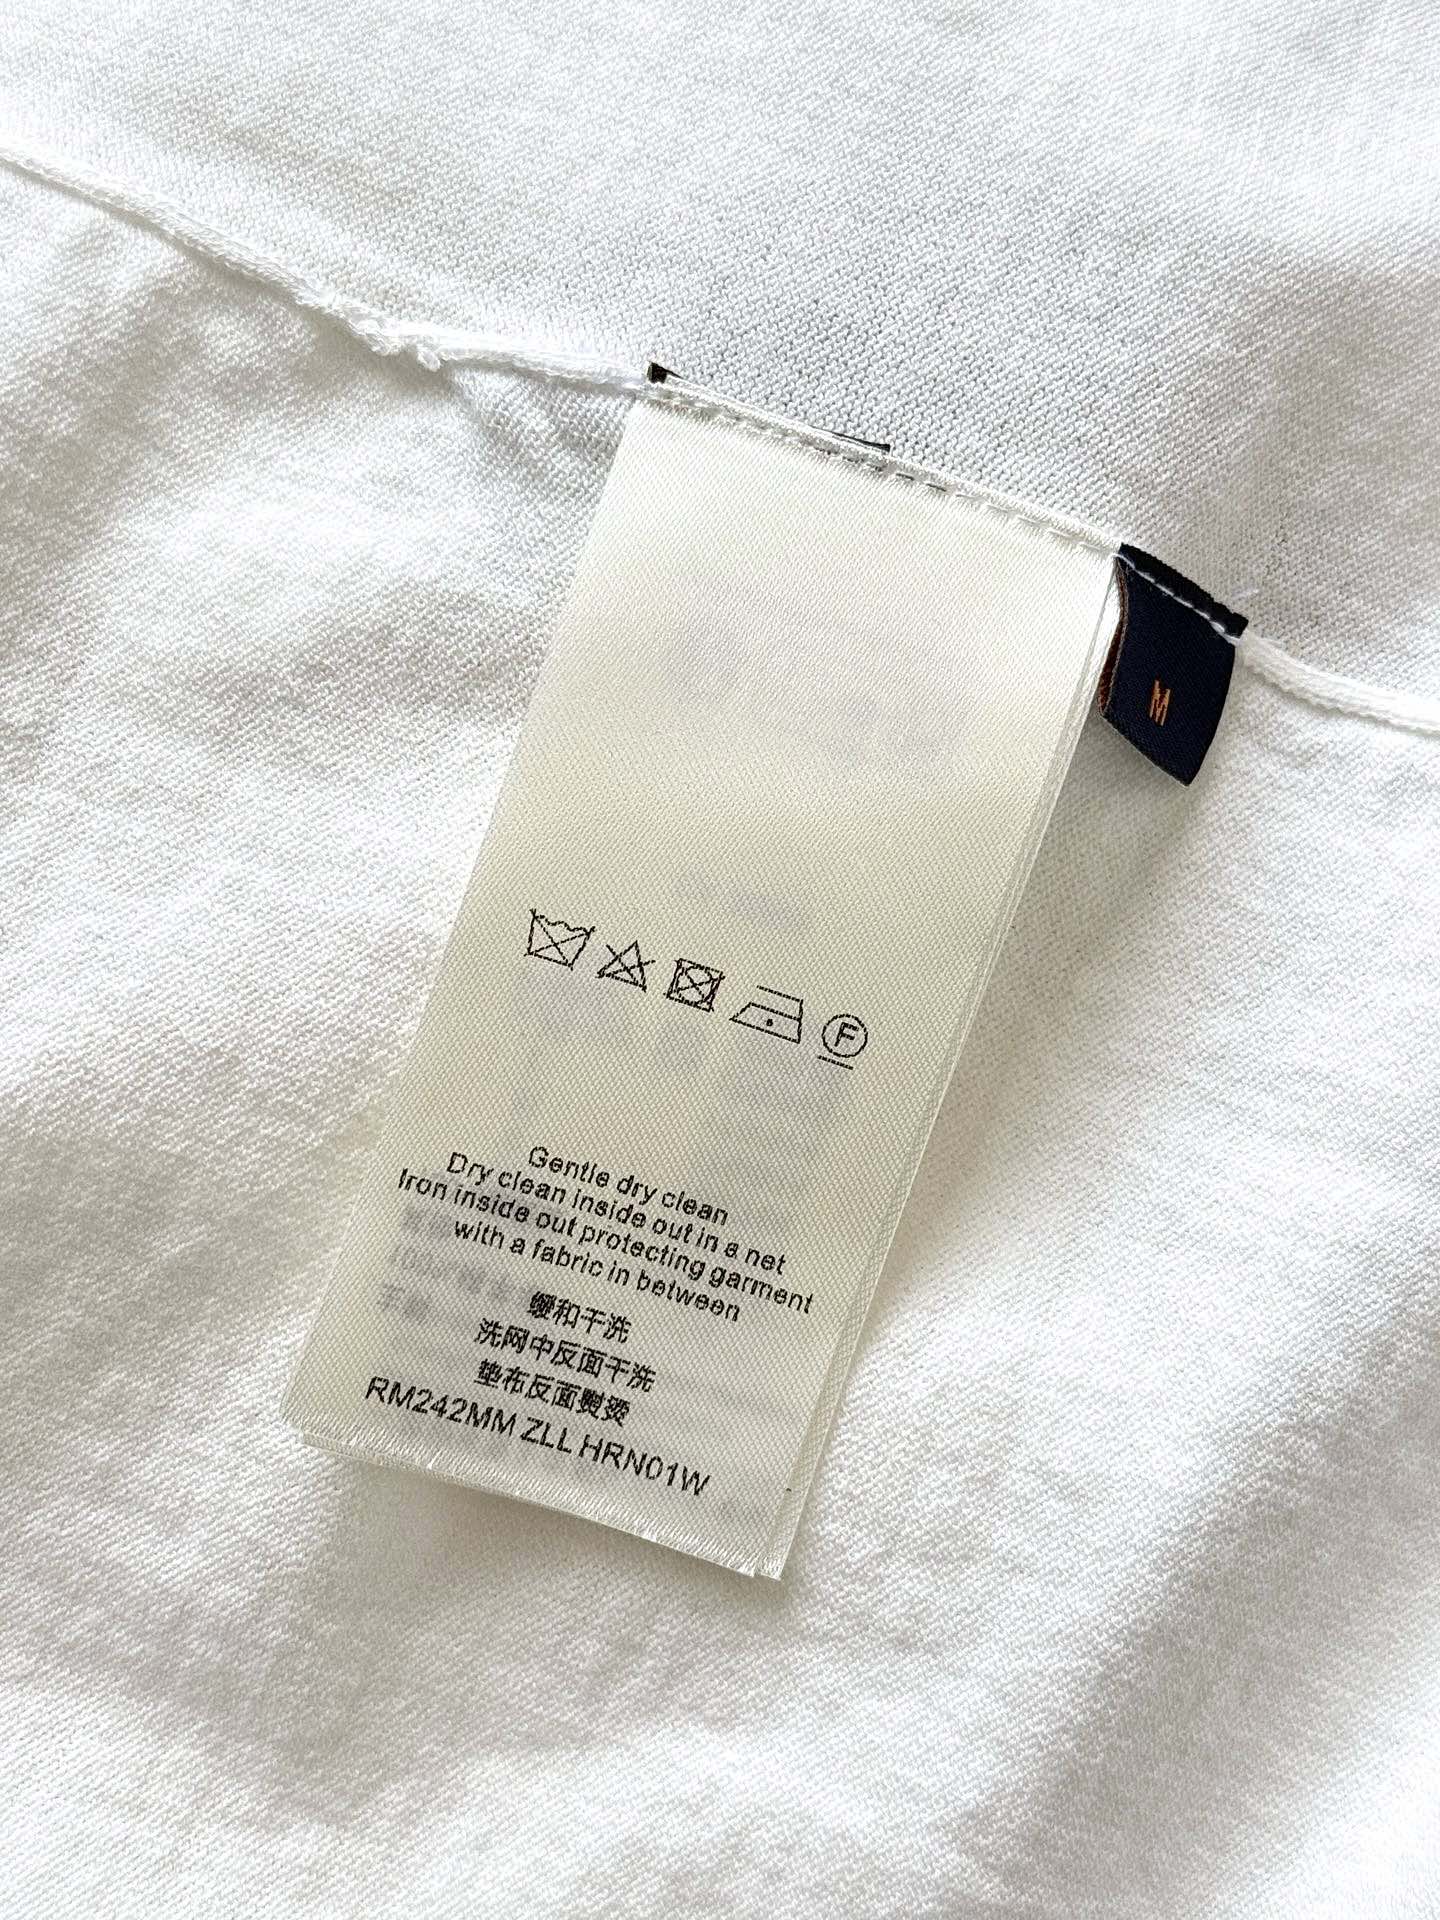 M
F
Gentle dry clean
Dry clean inside out in a net
Iron inside out protecting garment
with a fabric in between
缓和干洗
洗网中反面干洗
垫布反面熨烫
RM242MM ZLL HRN01W